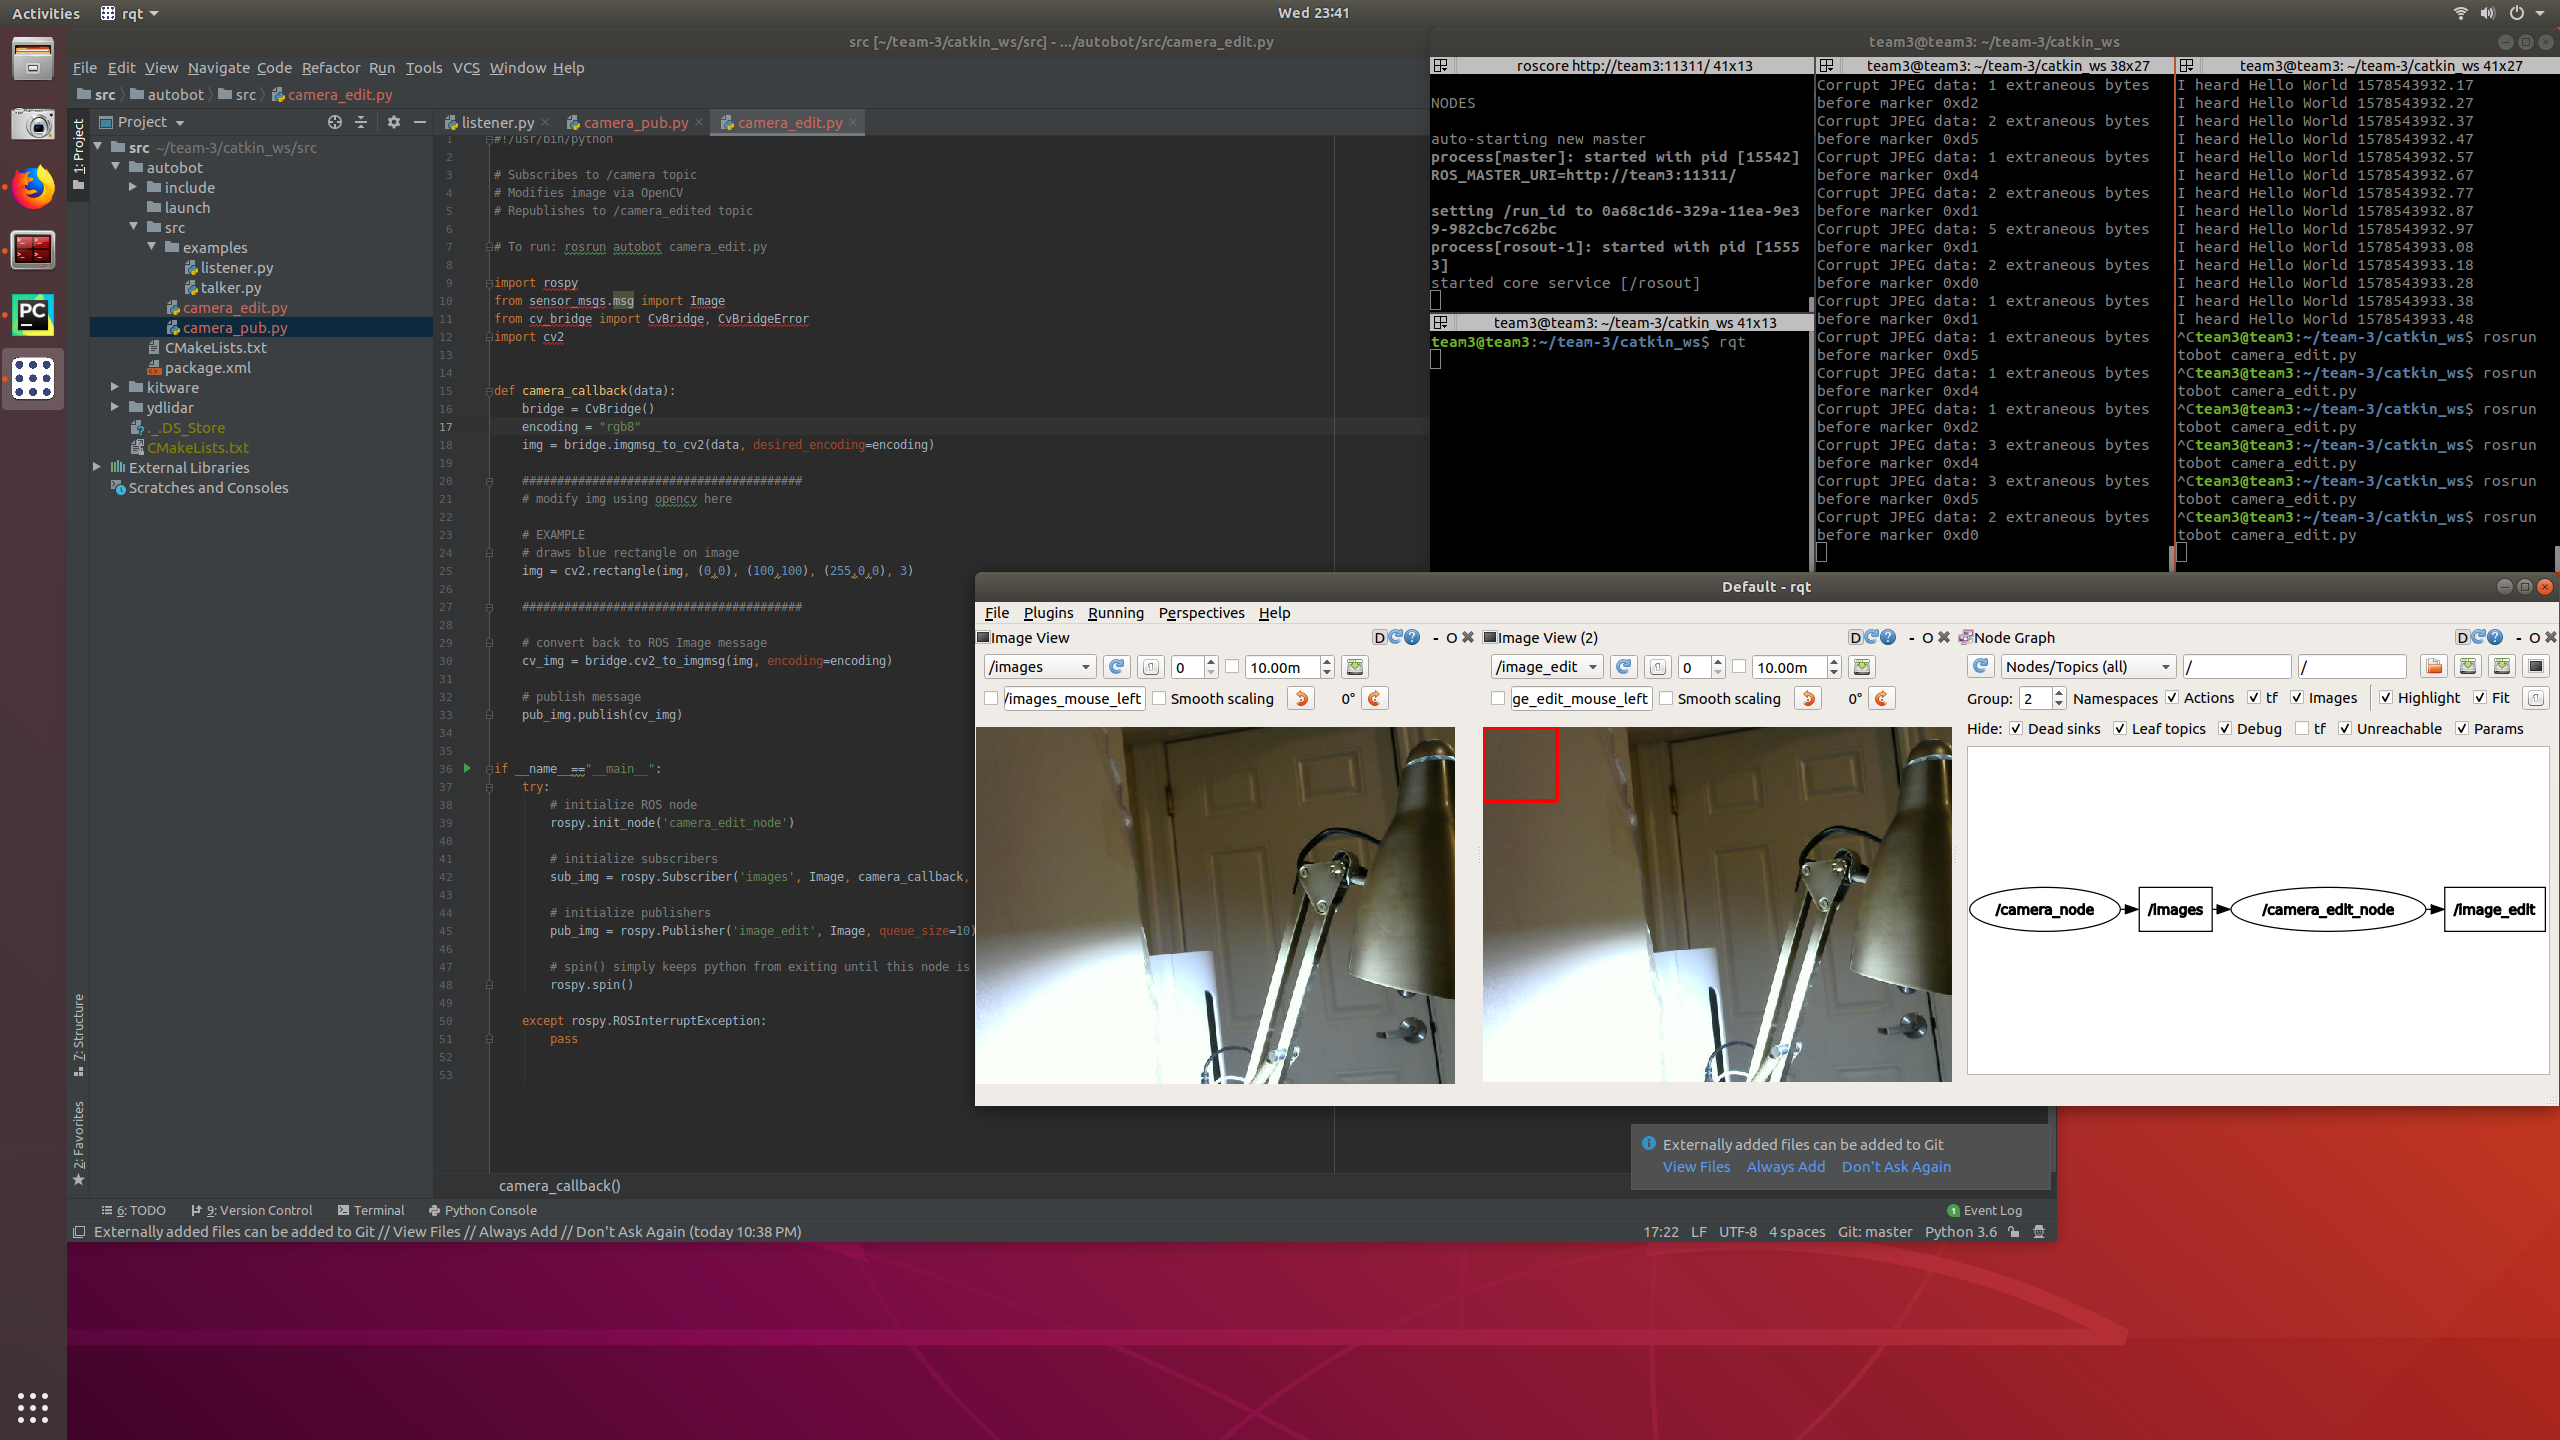 Activities
rqt
Wed 23:41
src [~/team-3/catkin_ws/src] - .../autobot/src/camera_edit.py
File Edit View Navigate Code Refactor Run Tools VCS Window Help
src autobot src camera_edit.py
Project
listener.py
camera_pub.py
camera_edit.py
1: Project
src ~/team-3/catkin_ws/src
autobot
include
launch
src
examples
listener.py
talker.py
camera_edit.py
camera_pub.py
CMakeLists.txt
package.xml
kitware
ydlidar
._.DS_Store
CMakeLists.txt
External Libraries
Scratches and Consoles
7: Structure
2: Favorites
1 #!/usr/bin/python
2
3 # Subscribes to /camera topic
4 # Modifies image via OpenCV
5 # Republishes to /camera_edited topic
6
7 # To run: rosrun autobot camera_edit.py
8
9 import rospy
10 from sensor_msgs.msg import Image
11 from cv_bridge import CvBridge, CvBridgeError
12 import cv2
13
14
15 def camera_callback(data):
16 bridge = CvBridge()
17 encoding = "rgb8"
18 img = bridge.imgmsg_to_cv2(data, desired_encoding=encoding)
19
20 ########################################
21 # modify img using opencv here
22
23 # EXAMPLE
24 # draws blue rectangle on image
25 img = cv2.rectangle(img, (0,0), (100,100), (255,0,0), 3)
26
27 ########################################
28
29 # convert back to ROS Image message
30 cv_img = bridge.cv2_to_imgmsg(img, encoding=encoding)
31
32 # publish message
33 pub_img.publish(cv_img)
34
35
36 if __name__=="__main__":
37 try:
38 # initialize ROS node
39 rospy.init_node('camera_edit_node')
40
41 # initialize subscribers
42 sub_img = rospy.Subscriber('images', Image, camera_callback,
43
44 # initialize publishers
45 pub_img = rospy.Publisher('image_edit', Image, queue_size=10)
46
47 # spin() simply keeps python from exiting until this node is
48 rospy.spin()
49
50 except rospy.ROSInterruptException:
51 pass
52
53
camera_callback()
6: TODO 9: Version Control Terminal Python Console
1 Event Log
Externally added files can be added to Git // View Files // Always Add // Don't Ask Again (today 10:38 PM)
17:22 LF UTF-8 4 spaces Git: master Python 3.6
Externally added files can be added to Git
View Files Always Add Don't Ask Again
team3@team3: ~/team-3/catkin_ws
roscore http://team3:11311/ 41x13
NODES
auto-starting new master
process[master]: started with pid [15542]
ROS_MASTER_URI=http://team3:11311/
setting /run_id to 0a68c1d6-329a-11ea-9e3
9-982cbc7c62bc
process[rosout-1]: started with pid [1555
3]
started core service [/rosout]
team3@team3: ~/team-3/catkin_ws 41x13
team3@team3:~/team-3/catkin_ws$ rqt
team3@team3: ~/team-3/catkin_ws 38x27
Corrupt JPEG data: 1 extraneous bytes
before marker 0xd2
Corrupt JPEG data: 2 extraneous bytes
before marker 0xd5
Corrupt JPEG data: 1 extraneous bytes
before marker 0xd4
Corrupt JPEG data: 2 extraneous bytes
before marker 0xd1
Corrupt JPEG data: 5 extraneous bytes
before marker 0xd1
Corrupt JPEG data: 2 extraneous bytes
before marker 0xd0
Corrupt JPEG data: 1 extraneous bytes
before marker 0xd1
Corrupt JPEG data: 1 extraneous bytes
before marker 0xd5
Corrupt JPEG data: 1 extraneous bytes
before marker 0xd4
Corrupt JPEG data: 1 extraneous bytes
before marker 0xd2
Corrupt JPEG data: 3 extraneous bytes
before marker 0xd4
Corrupt JPEG data: 3 extraneous bytes
before marker 0xd5
Corrupt JPEG data: 2 extraneous bytes
before marker 0xd0
team3@team3: ~/team-3/catkin_ws 41x27
I heard Hello World 1578543932.17
I heard Hello World 1578543932.27
I heard Hello World 1578543932.37
I heard Hello World 1578543932.47
I heard Hello World 1578543932.57
I heard Hello World 1578543932.67
I heard Hello World 1578543932.77
I heard Hello World 1578543932.87
I heard Hello World 1578543932.97
I heard Hello World 1578543933.08
I heard Hello World 1578543933.18
I heard Hello World 1578543933.28
I heard Hello World 1578543933.38
I heard Hello World 1578543933.48
^Cteam3@team3:~/team-3/catkin_ws$ rosrun
tobot camera_edit.py
^Cteam3@team3:~/team-3/catkin_ws$ rosrun
tobot camera_edit.py
^Cteam3@team3:~/team-3/catkin_ws$ rosrun
tobot camera_edit.py
^Cteam3@team3:~/team-3/catkin_ws$ rosrun
tobot camera_edit.py
^Cteam3@team3:~/team-3/catkin_ws$ rosrun
tobot camera_edit.py
^Cteam3@team3:~/team-3/catkin_ws$ rosrun
tobot camera_edit.py
Default - rqt
File Plugins Running Perspectives Help
Image View
D - O
/images 0 10.00m
/images_mouse_left Smooth scaling 0°
Image View (2)
D - O
/image_edit 0 10.00m
ge_edit_mouse_left Smooth scaling 0°
Node Graph
D - O
Nodes/Topics (all) / /
Group: 2 Namespaces Actions tf Images Highlight Fit
Hide: Dead sinks Leaf topics Debug tf Unreachable Params
/camera_node /images /camera_edit_node /image_edit
PC